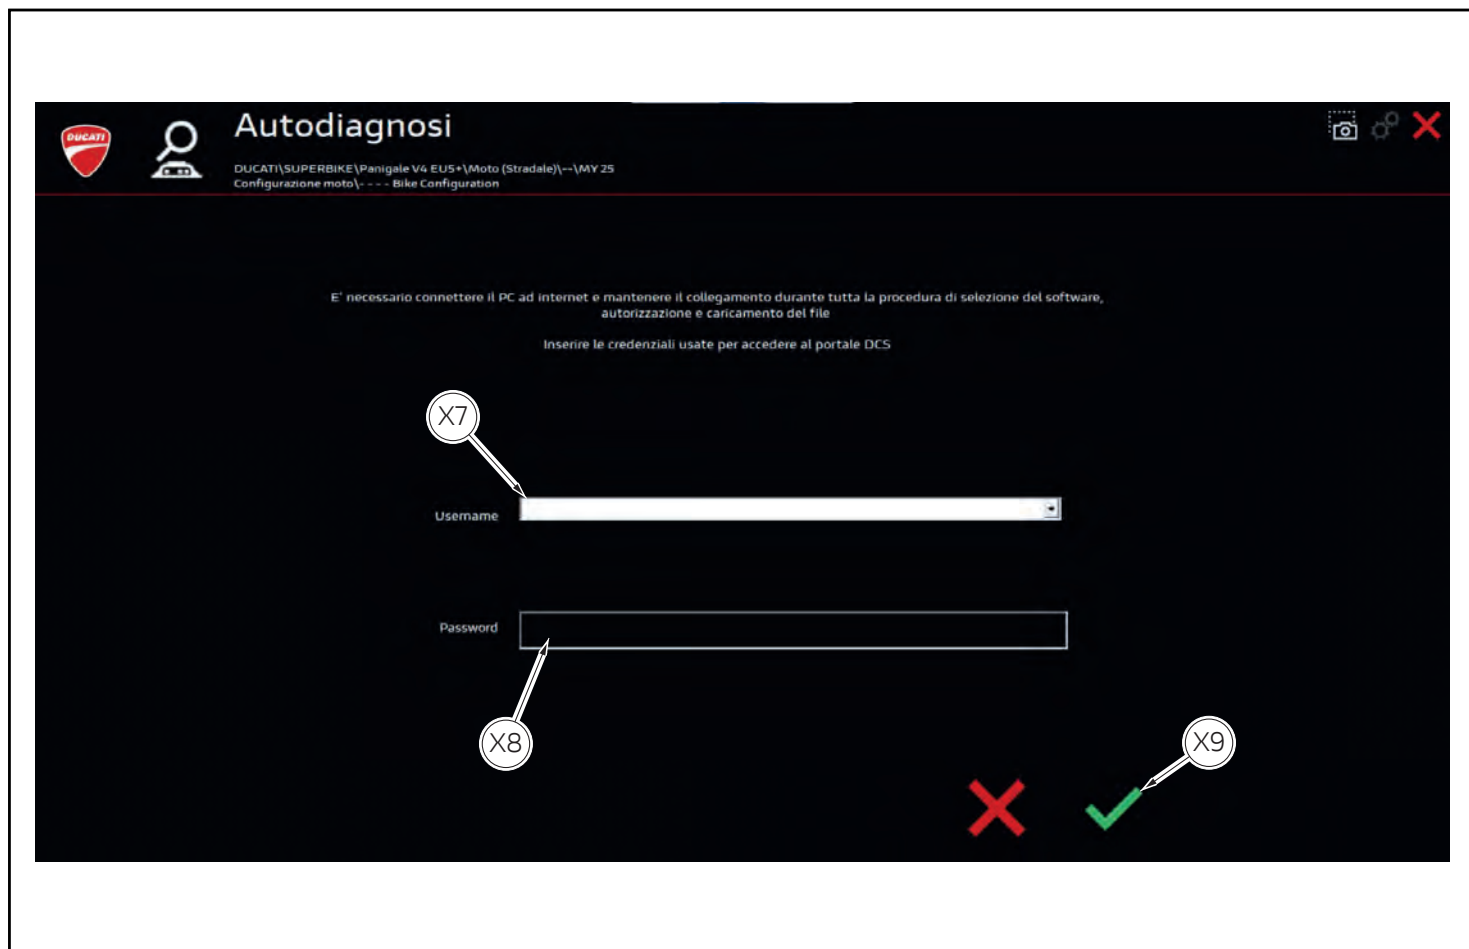 DUCATI
Autodiagnosi
DUCATI\SUPERBIKE\Panigale V4 EU5+\Moto (Stradale)\--\MY 25
Configurazione moto\- - - - Bike Configuration
E' necessario connettere il PC ad internet e mantenere il collegamento durante tutta la procedura di selezione del software,
autorizzazione e caricamento del file
Inserire le credenziali usate per accedere al portale DCS
X7
Username
Password
X8
X9